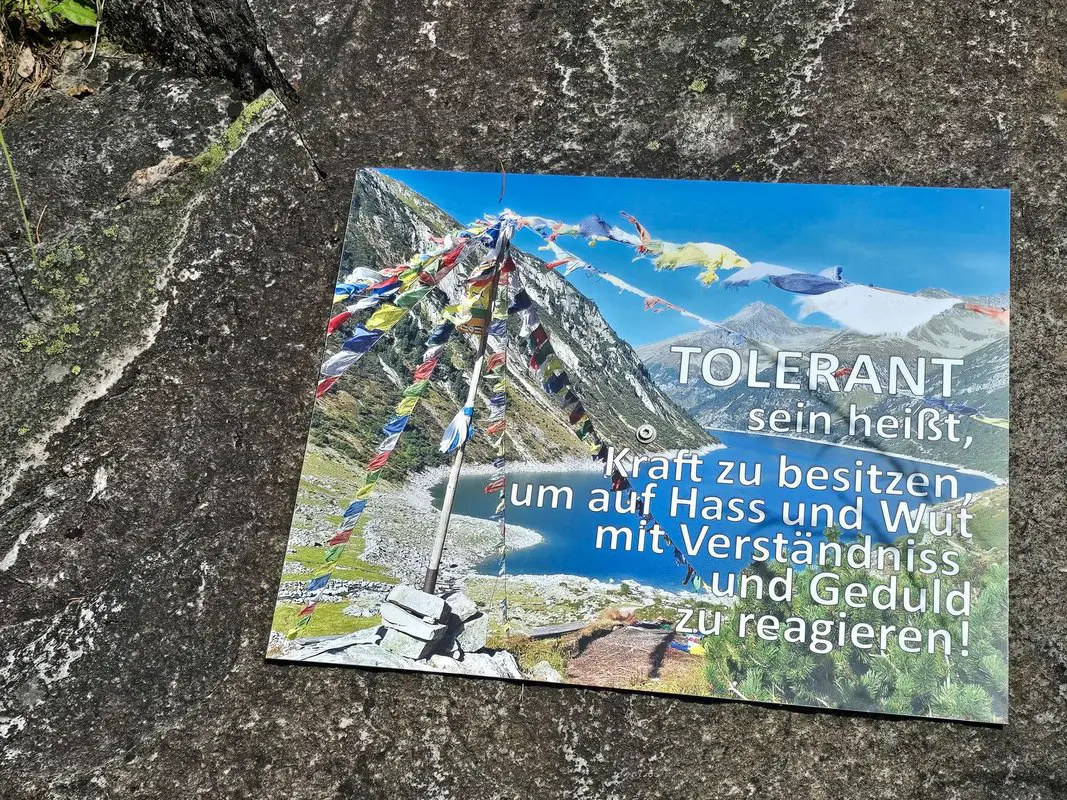 TOLERANT
sein heißt,
Kraft zu besitzen,
um auf Hass und Wut
mit Verständniss
und Geduld
zu reagieren!